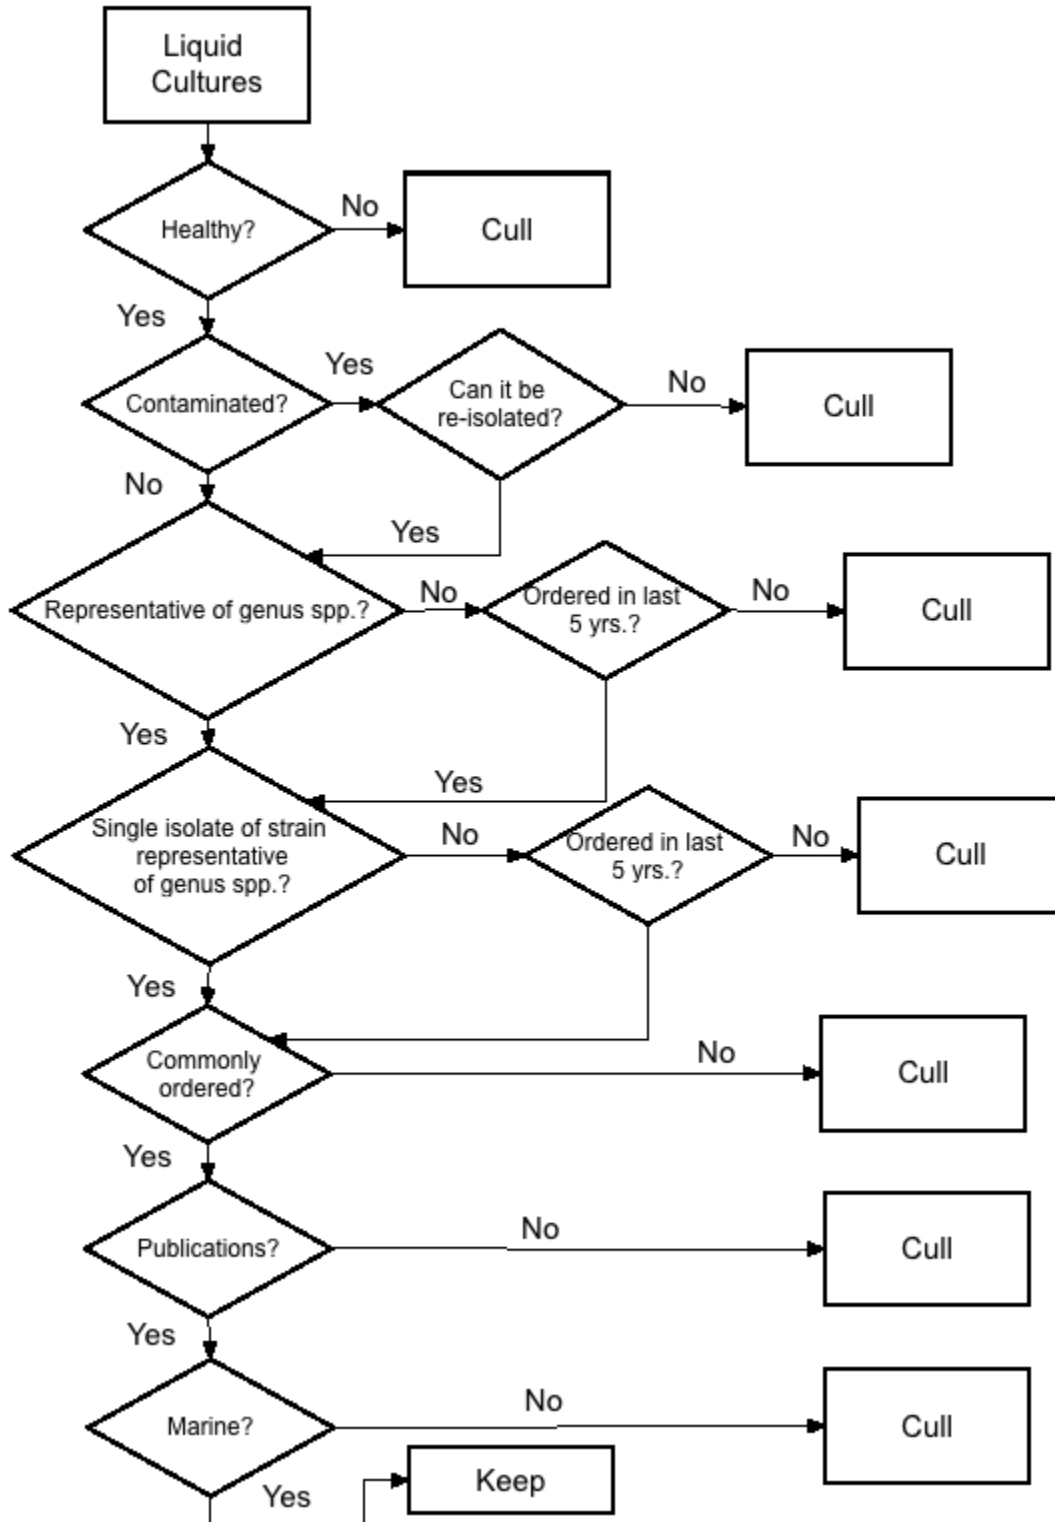 Liquid
Cultures
Healthy?
No
Cull
Yes
Contaminated?
Yes
Can it be
re-isolated?
No
Cull
No
Yes
Representative of genus spp.?
No
Ordered in last
5 yrs.?
No
Cull
Yes
Yes
Single isolate of strain
representative
of genus spp.?
No
Ordered in last
5 yrs.?
No
Cull
Yes
Commonly
ordered?
No
Cull
Yes
Publications?
No
Cull
Yes
Marine?
No
Cull
Yes
Keep